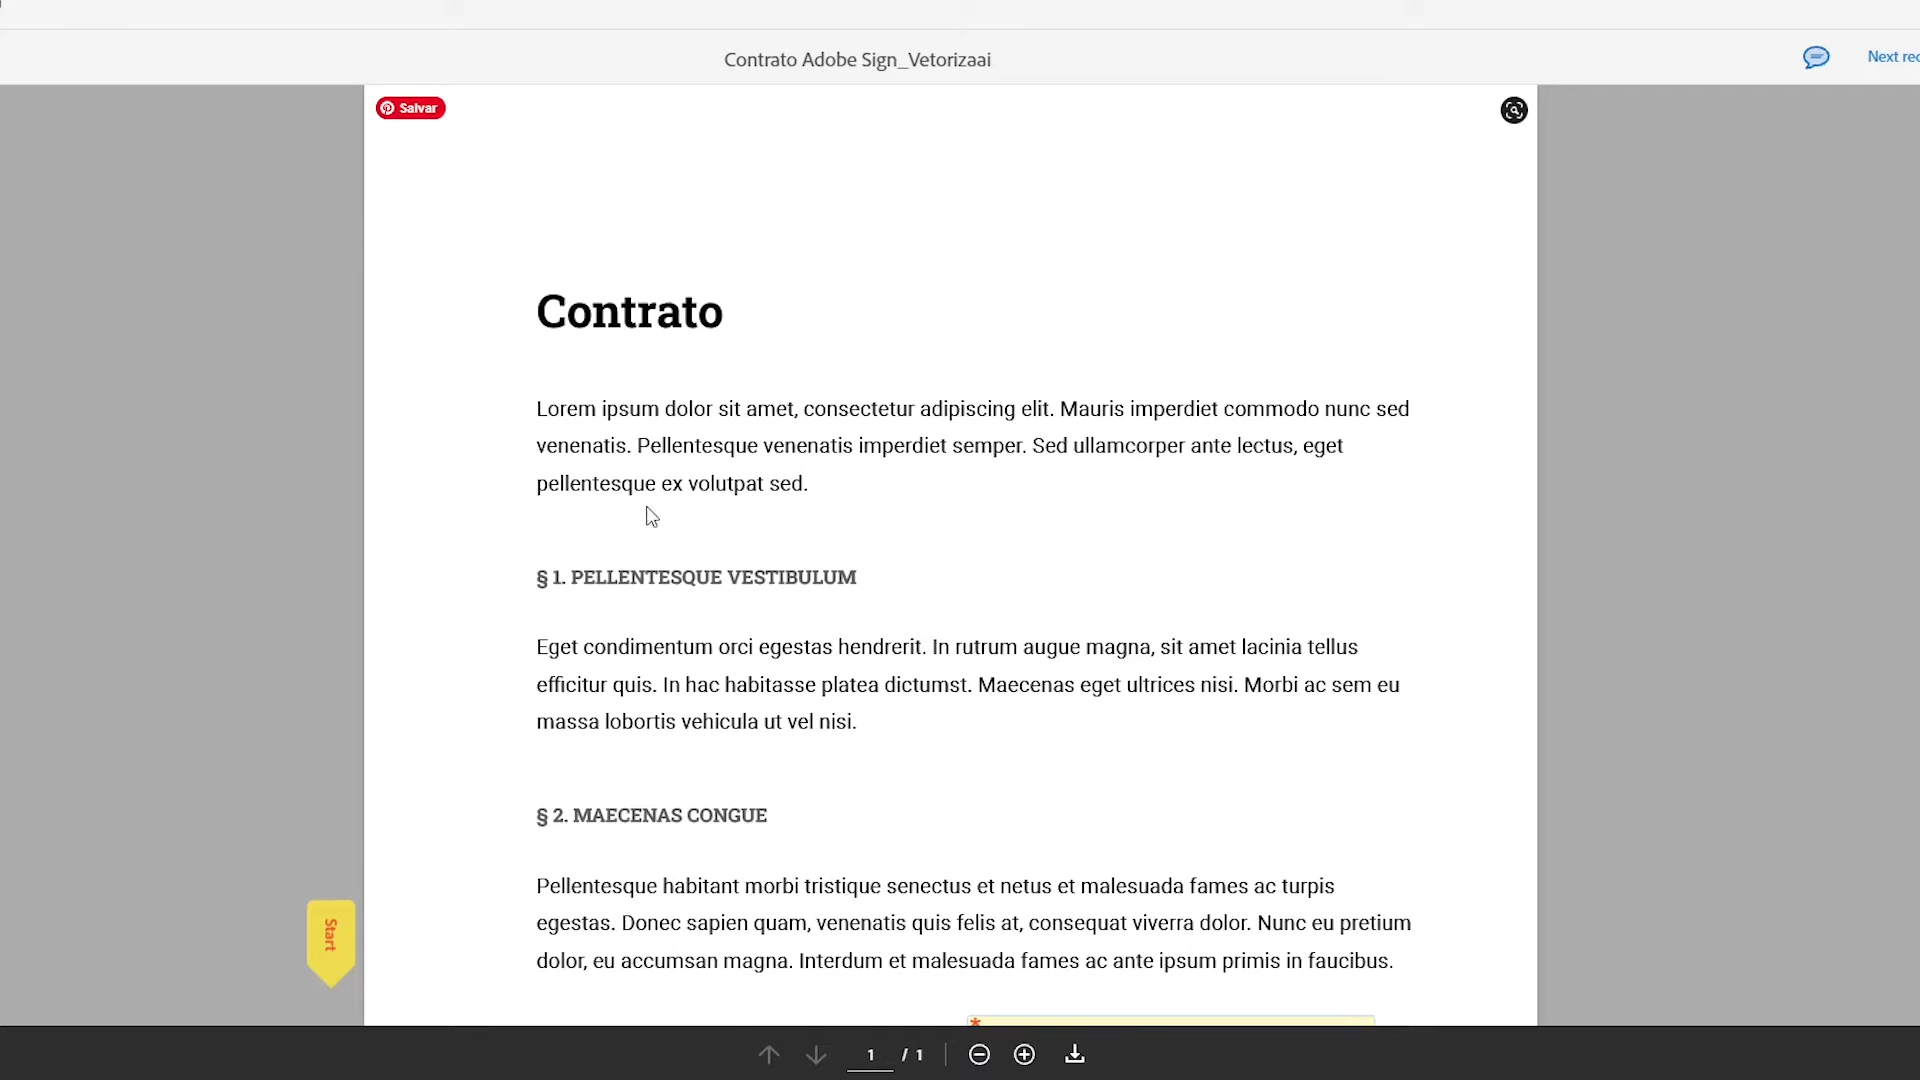 Contrato Adobe Sign_Vetorizaai
Next
Salvar
Contrato
Lorem ipsum dolor sit amet, consectetur adipiscing elit. Mauris imperdiet commodo nunc sed
venenatis. Pellentesque venenatis imperdiet semper. Sed ullamcorper ante lectus, eget
pellentesque ex volutpat sed.
§ 1. PELLENTESQUE VESTIBULUM
Eget condimentum orci egestas hendrerit. In rutrum augue magna, sit amet lacinia tellus
efficitur quis. In hac habitasse platea dictumst. Maecenas eget ultrices nisi. Morbi ac sem eu
massa lobortis vehicula ut vel nisi.
§ 2. MAECENAS CONGUE
Pellentesque habitant morbi tristique senectus et netus et malesuada fames ac turpis
egestas. Donec sapien quam, venenatis quis felis at, consequat viverra dolor. Nunc eu pretium
dolor, eu accumsan magna. Interdum et malesuada fames ac ante ipsum primis in faucibus.
Start
*
1 / 1